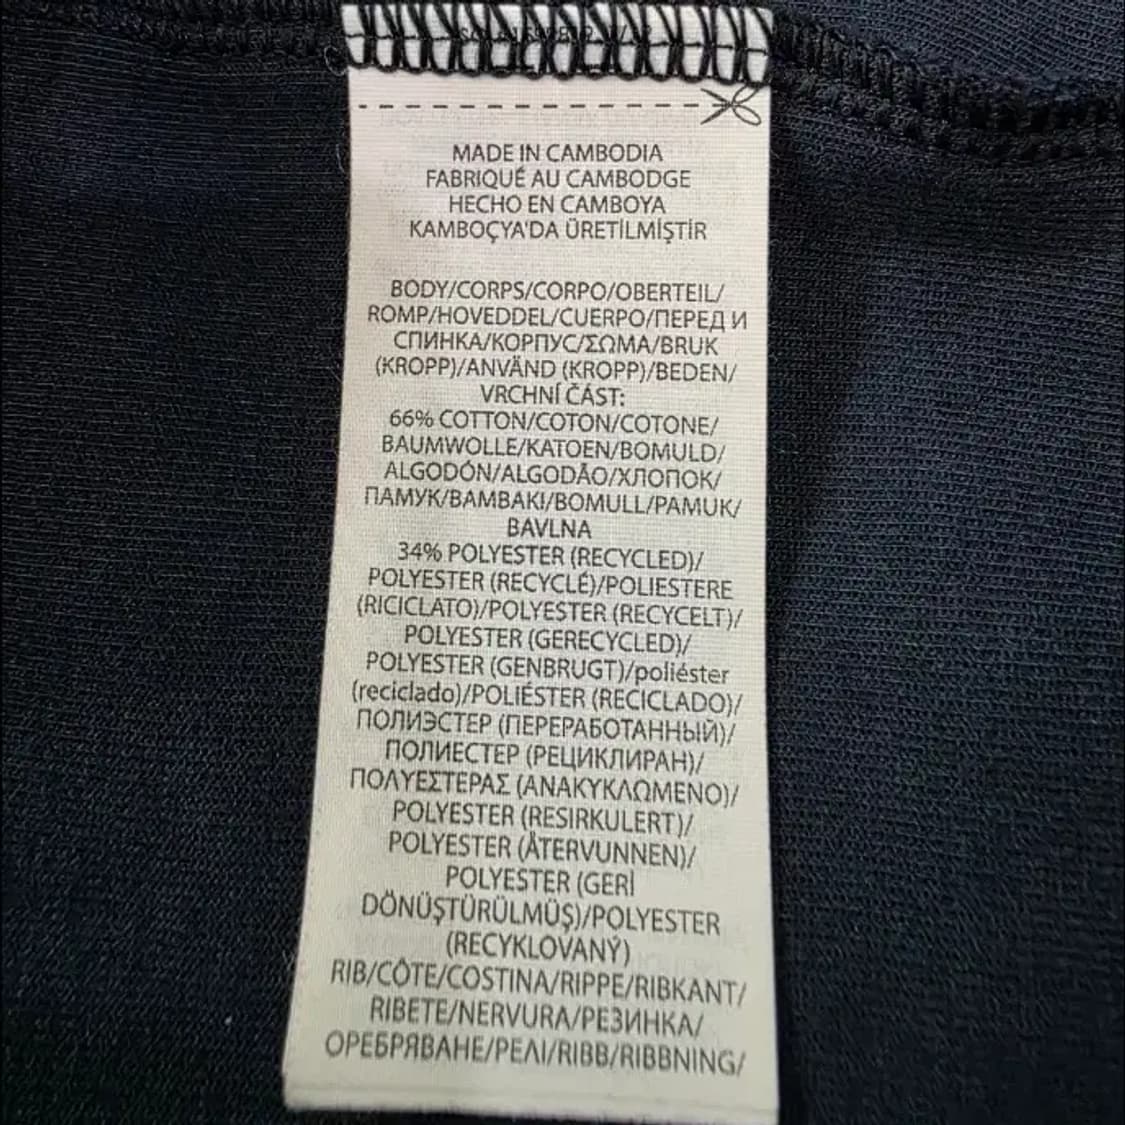 MADE IN CAMBODIA
FABRIQUÉ AU CAMBODGE
HECHO EN CAMBOYA
KAMBOÇYA'DA ÜRETİLMİŞTİR
BODY/CORPS/CORPO/OBERTEIL/
ROMP/HOVEDDEL/CUERPO/ПЕРЕД И
СПИНКА/КОРПУС/ΣΩΜΑ/BRUK
(KROPP)/ANVÄND (KROPP)/BEDEN/
VRCHNÍ ČÁST:
66% COTTON/COTON/COTONE/
BAUMWOLLE/KATOEN/BOMULD/
ALGODÓN/ALGODÃO/ХЛОПОК/
ПАМУК/BAMBAKI/BOMULL/PAMUK/
BAVLNA
34% POLYESTER (RECYCLED)/
POLYESTER (RECYCLÉ)/POLIESTERE
(RICICLATO)/POLYESTER (RECYCELT)/
POLYESTER (GERECYCLED)/
POLYESTER (GENBRUGT)/poliéster
(reciclado)/POLIÉSTER (RECICLADO)/
ПОЛИЭСТЕР (ПЕРЕРАБОТАННЫЙ)/
ПОЛИЕСТЕР (РЕЦИКЛИРАН)/
ΠΟΛΥΕΣΤΕΡΑΣ (ΑΝΑΚΥΚΛΩΜΕΝΟ)/
POLYESTER (RESIRKULERT)/
POLYESTER (ÅTERVUNNEN)/
POLYESTER (GERİ
DÖNÜŞTÜRÜLMÜŞ)/POLYESTER
(RECYKLOVANÝ)
RIB/CÔTE/COSTINA/RIPPE/RIBKANT/
RIBETE/NERVURA/РЕЗИНКА/
ОРЕБРЯВАНЕ/ΡΕΛΙ/RIBB/RIBBNING/